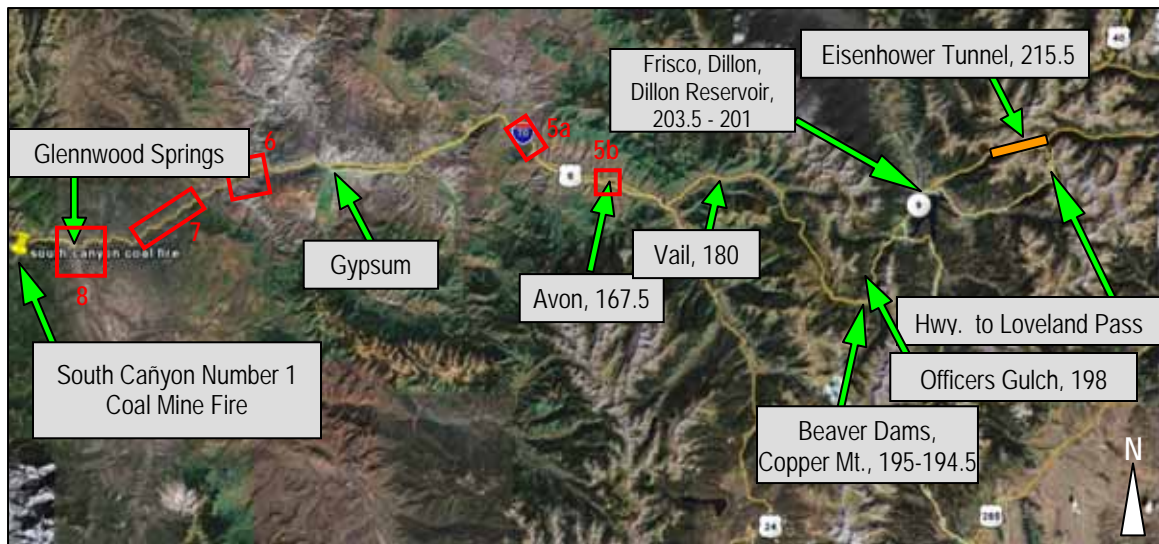 Eisenhower Tunnel, 215.5
40
Frisco, Dillon,
Dillon Reservoir,
203.5 - 201
Glennwood Springs
6
70
5a
5b
6
9
7
south canyon coal fire
8
Gypsum
Vail, 180
Avon, 167.5
Hwy. to Loveland Pass
South Cañyon Number 1
Coal Mine Fire
Officers Gulch, 198
Beaver Dams,
Copper Mt., 195-194.5
N
24
285